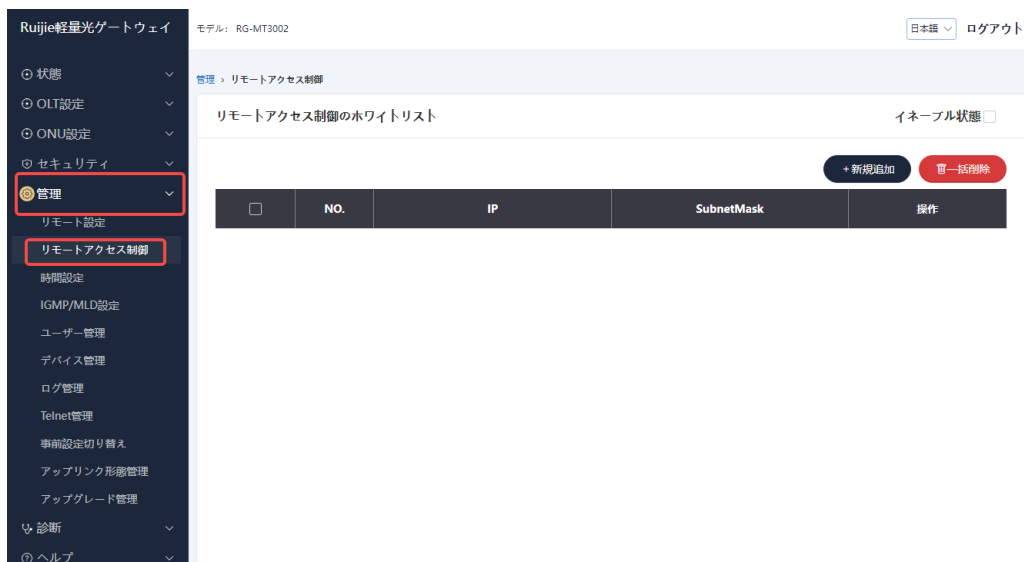 Ruijie軽量光ゲートウェイ
モデル: RG-MT3002
日本語
ログアウト
状態
OLT設定
ONU設定
セキュリティ
管理
リモート設定
リモートアクセス制御
時間設定
IGMP/MLD設定
ユーザー管理
デバイス管理
ログ管理
Telnet管理
事前設定切り替え
アップリンク形態管理
アップグレード管理
診断
ヘルプ
管理 › リモートアクセス制御
リモートアクセス制御のホワイトリスト
イネーブル状態
+新規追加
一括削除
NO. IP SubnetMask 操作